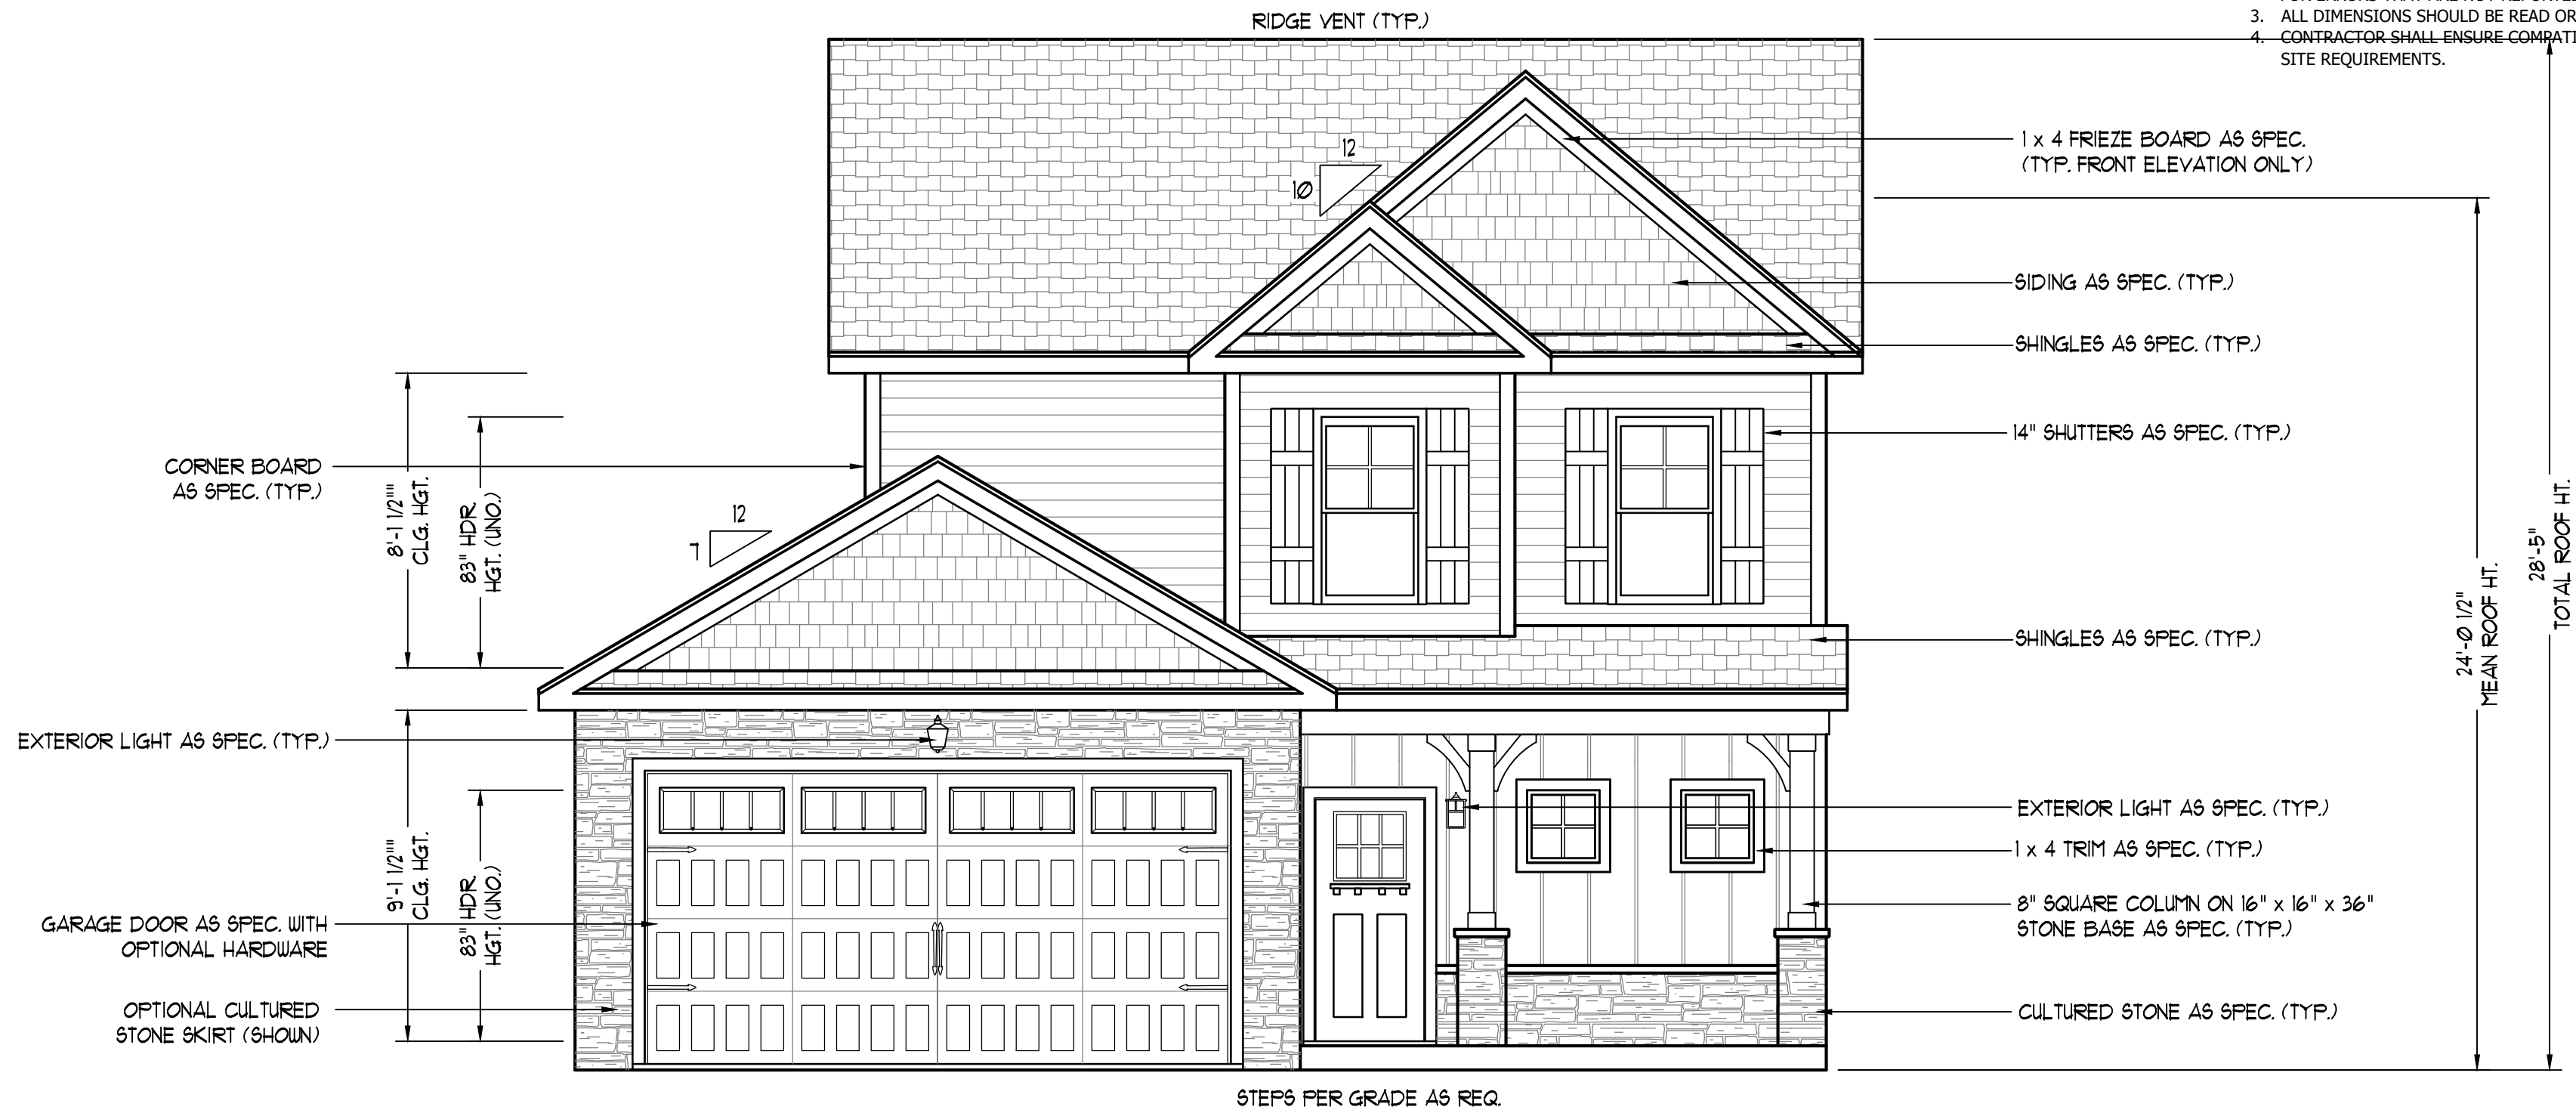 RIDGE VENT (TYP.)
3. ALL DIMENSIONS SHOULD BE READ OR
4. CONTRACTOR SHALL ENSURE COMPATI
SITE REQUIREMENTS.
1 x 4 FRIEZE BOARD AS SPEC.
(TYP. FRONT ELEVATION ONLY)
12
10
SIDING AS SPEC. (TYP.)
SHINGLES AS SPEC. (TYP.)
14" SHUTTERS AS SPEC. (TYP.)
CORNER BOARD
AS SPEC. (TYP.)
8'-1 1/2""
CLG. HGT.
83" HDR.
HGT. (UNO.)
12
7
28'-5"
TOTAL ROOF HT.
24'-0 1/2"
MEAN ROOF HT.
SHINGLES AS SPEC. (TYP.)
EXTERIOR LIGHT AS SPEC. (TYP.)
9'-1 1/2""
CLG. HGT.
83" HDR.
HGT. (UNO.)
EXTERIOR LIGHT AS SPEC. (TYP.)
1 x 4 TRIM AS SPEC. (TYP.)
8" SQUARE COLUMN ON 16" x 16" x 36"
STONE BASE AS SPEC. (TYP.)
GARAGE DOOR AS SPEC. WITH
OPTIONAL HARDWARE
OPTIONAL CULTURED
STONE SKIRT (SHOWN)
CULTURED STONE AS SPEC. (TYP.)
STEPS PER GRADE AS REQ.